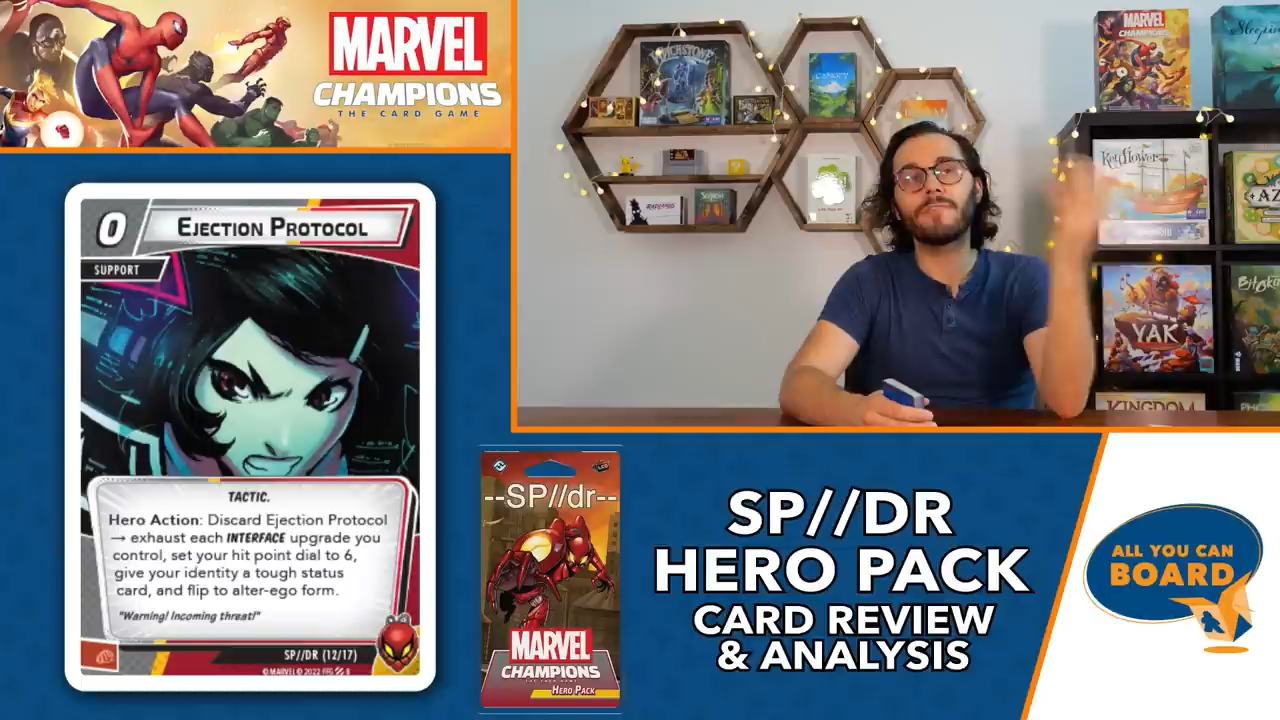 MARVEL
CHAMPIONS
THE CARD GAME
0
EJECTION PROTOCOL
SUPPORT
TACTIC.
Hero Action: Discard Ejection Protocol
→ exhaust each INTERFACE upgrade you
control, set your hit point dial to 6,
give your identity a tough status
card, and flip to alter-ego form.
"Warning! Incoming threat!"
SP//DR (12/17)
© MARVEL © 2022 FFG
--SP//dr--
MARVEL
CHAMPIONS
HERO PACK
SP//DR
HERO PACK
CARD REVIEW
& ANALYSIS
ALL YOU CAN
BOARD
CANOPY
MARVEL
CHAMPIONS
Keyflower
YAK
KINGDOM